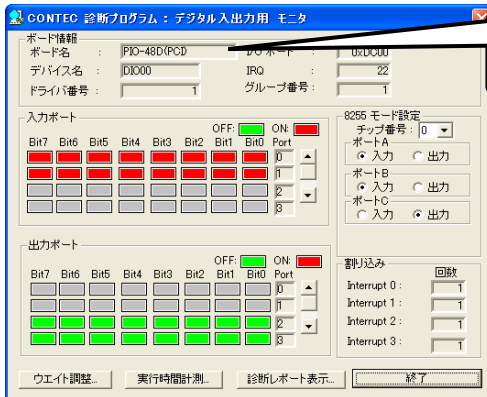 CONTEC 診断プログラム : デジタル入出力用 モニタ
ボード情報
ボード名 : PIO-48D(PCI) I/O ポート : 0xDC00
デバイス名 : DIO00 IRQ : 22
ドライバ番号 : 1 グループ番号 : 1
入力ポート
OFF: ON:
Bit7 Bit6 Bit5 Bit4 Bit3 Bit2 Bit1 Bit0 Port
0
1
2
3
8255 モード設定
チップ番号 : 0
ポートA
入力 出力
ポートB
入力 出力
ポートC
入力 出力
出力ポート
OFF: ON:
Bit7 Bit6 Bit5 Bit4 Bit3 Bit2 Bit1 Bit0 Port
0
1
2
3
割り込み
回数
Interrupt 0 : 1
Interrupt 1 : 1
Interrupt 2 : 1
Interrupt 3 : 1
ウエイト調整... 実行時間計測... 診断レポート表示... 終了